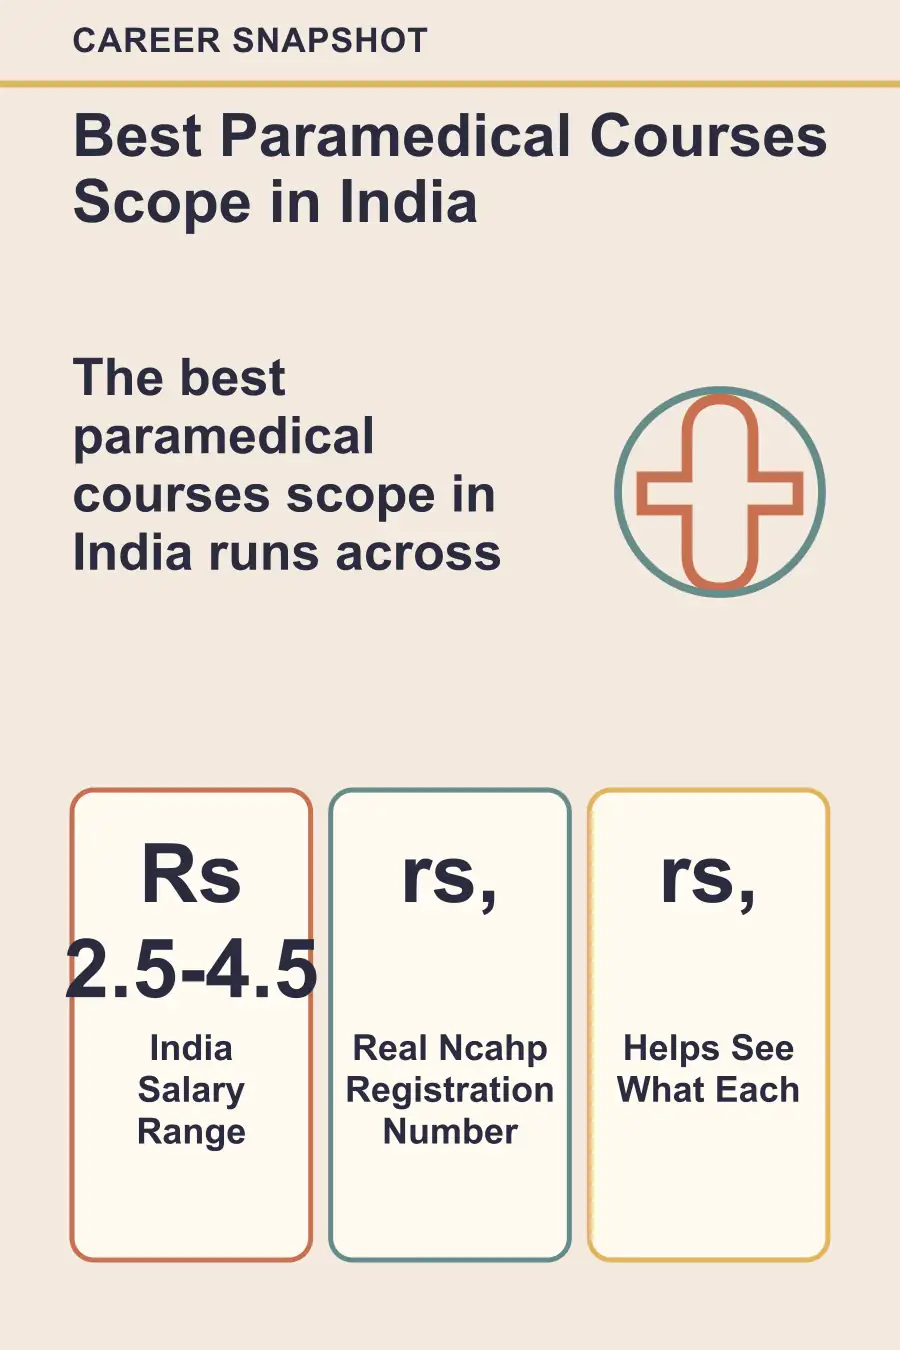 CAREER SNAPSHOT
Best Paramedical Courses
Scope in India
The best
paramedical
courses scope in
India runs across
Rs
2.5-4.5
India
Salary
Range
rs,
Real Ncahp
Registration
Number
rs,
Helps See
What Each